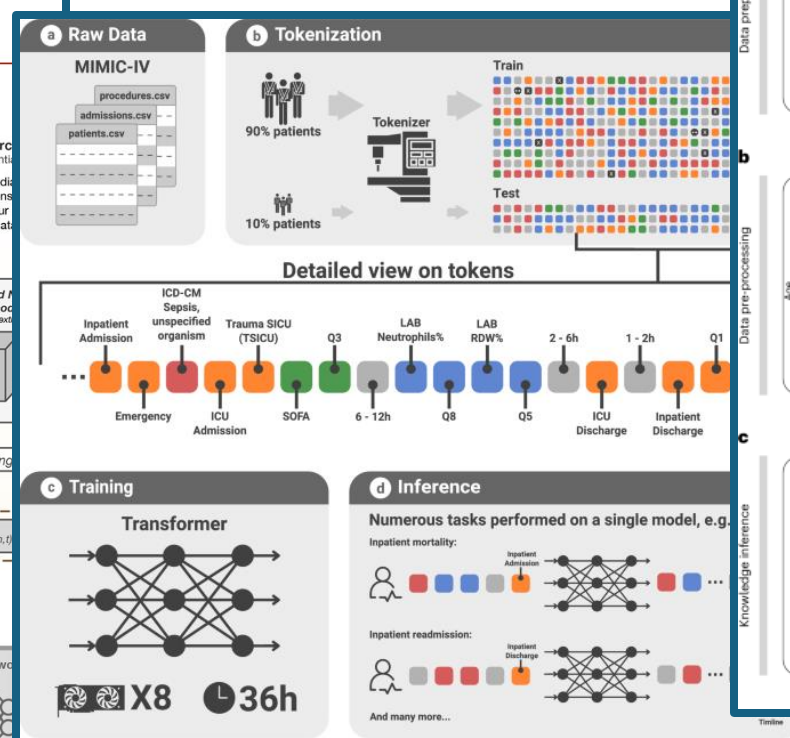 a Raw Data
MIMIC-IV
procedures.csv
admissions.csv
patients.csv
b Tokenization
90% patients
10% patients
Tokenizer
Train
Test
Detailed view on tokens
Inpatient
Admission
ICD-CM
Sepsis,
unspecified
organism
Trauma SICU
(TSICU)
Q3
LAB
Neutrophils%
LAB
RDW%
2 - 6h
1 - 2h
Q1
...
Emergency
ICU
Admission
SOFA
6 - 12h
Q8
Q5
ICU
Discharge
Inpatient
Discharge
c Training
Transformer
X8
36h
d Inference
Numerous tasks performed on a single model, e.g.
Inpatient mortality:
Inpatient
Admission
...
Inpatient readmission:
Inpatient
Discharge
...
And many more...
Data prep
b
Data pre-processing
Age
c
Knowledge inference
Timline